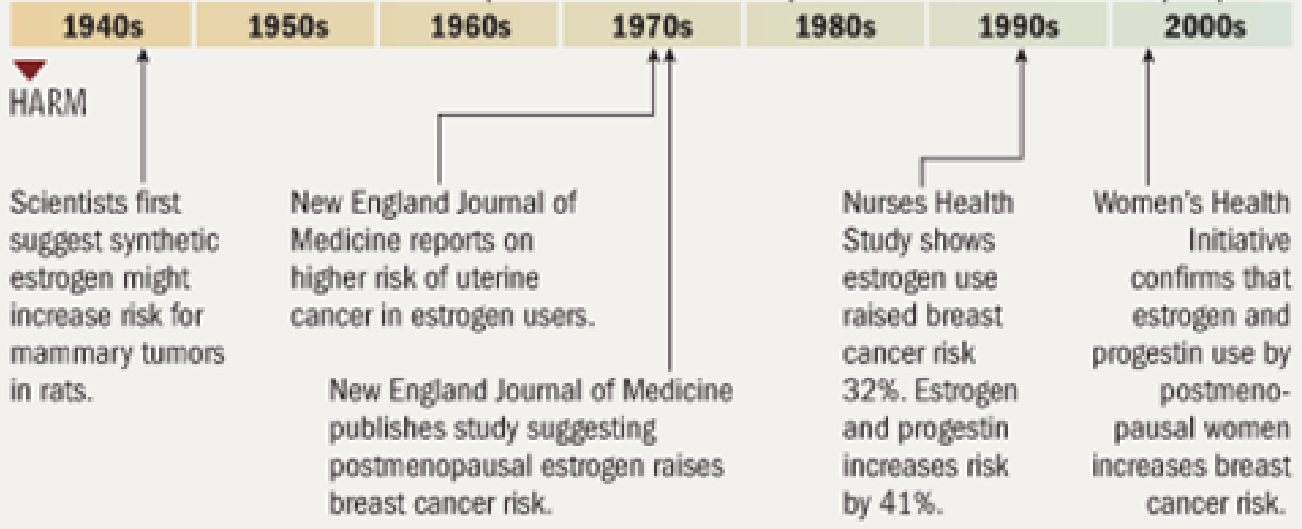 1940s 1950s 1960s 1970s 1980s 1990s 2000s
HARM
Scientists first
suggest synthetic
estrogen might
increase risk for
mammary tumors
in rats.
New England Journal of
Medicine reports on
higher risk of uterine
cancer in estrogen users.
New England Journal of Medicine
publishes study suggesting
postmenopausal estrogen raises
breast cancer risk.
Nurses Health
Study shows
estrogen use
raised breast
cancer risk
32%. Estrogen
and progestin
increases risk
by 41%.
Women's Health
Initiative
confirms that
estrogen and
progestin use by
postmeno-
pausal women
increases breast
cancer risk.